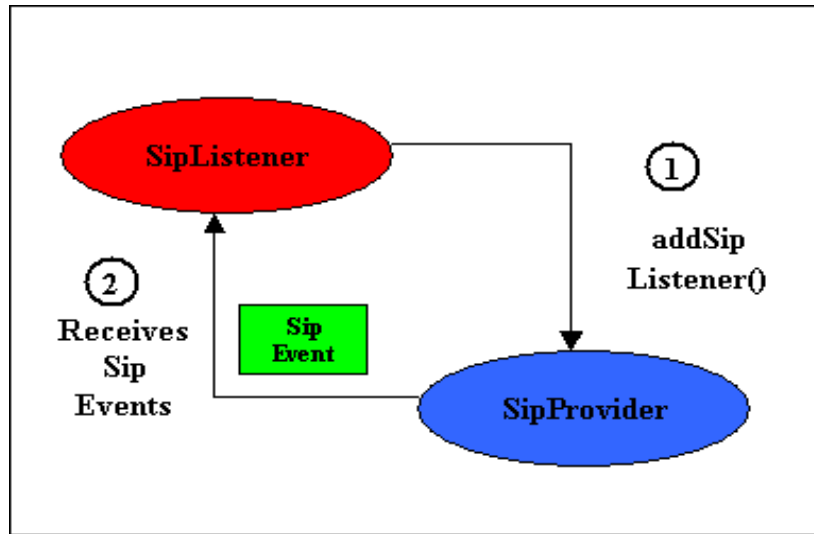 SipListener
1
addSip
Listener()
2
Receives
Sip
Events
Sip
Event
SipProvider